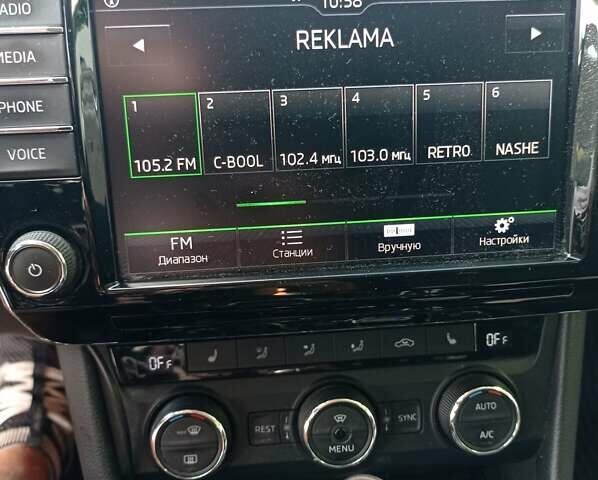 RADIO
10:58
REKLAMA
MEDIA
PHONE
VOICE
1
2
3
4
5
6
105.2 FM
C-BOOL
102.4 мгц
103.0 мгц
RETRO
NASHE
FM
Диапазон
Станции
Вручную
Настройки
OFF
OFF
REST
MENU
SYNC
AUTO
A/C